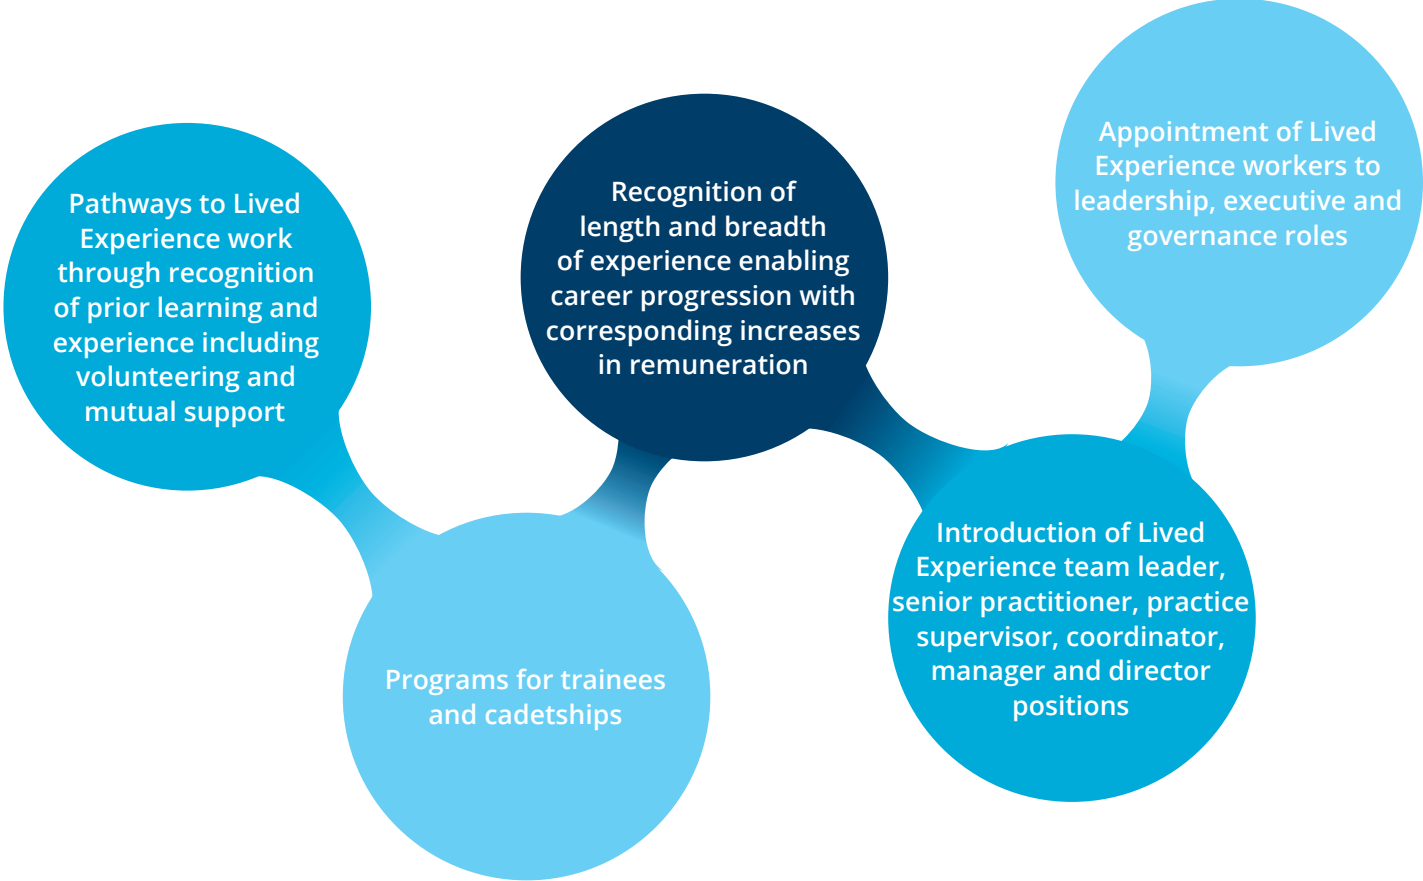 Pathways to Lived
Experience work
through recognition
of prior learning and
experience including
volunteering and
mutual support
Programs for trainees
and cadetships
Recognition of
length and breadth
of experience enabling
career progression with
corresponding increases
in remuneration
Introduction of Lived
Experience team leader,
senior practitioner, practice
supervisor, coordinator,
manager and director
positions
Appointment of Lived
Experience workers to
leadership, executive and
governance roles